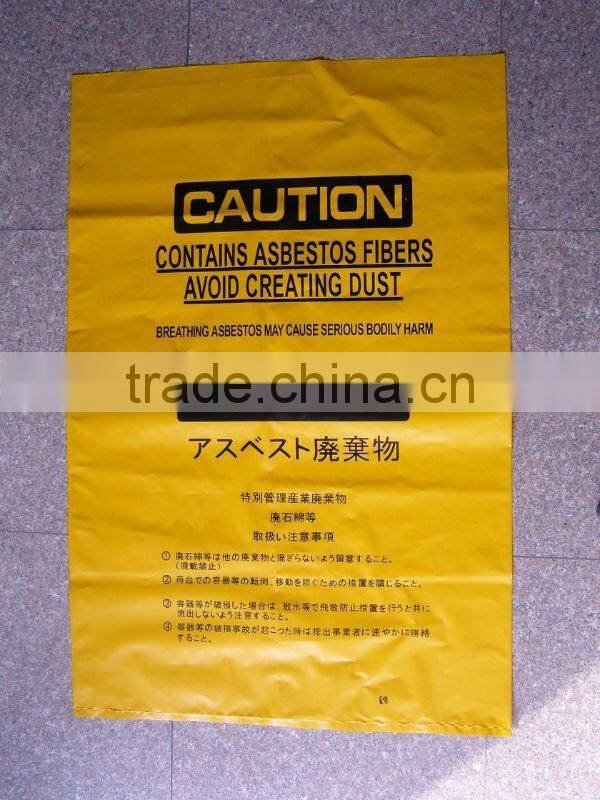 CAUTION
CONTAINS ASBESTOS FIBERS
AVOID CREATING DUST
BREATHING ASBESTOS MAY CAUSE SERIOUS BODILY HARM
trade.china.cn
アスベスト廃棄物
特別管理産業廃棄物
廃石綿等
取扱い注意事項
① 廃石綿等は他の廃棄物と混ざらないよう留意すること。
(混載禁止)
② 荷台での容器等の転倒、移動を防ぐための措置を講じること。
③ 容器等が破損した場合は、散水等で飛散防止措置を行うと共に
流出しないよう注意すること。
④ 容器等の破損事故が起こつた時は排出事業者に速やかに連絡
すること。